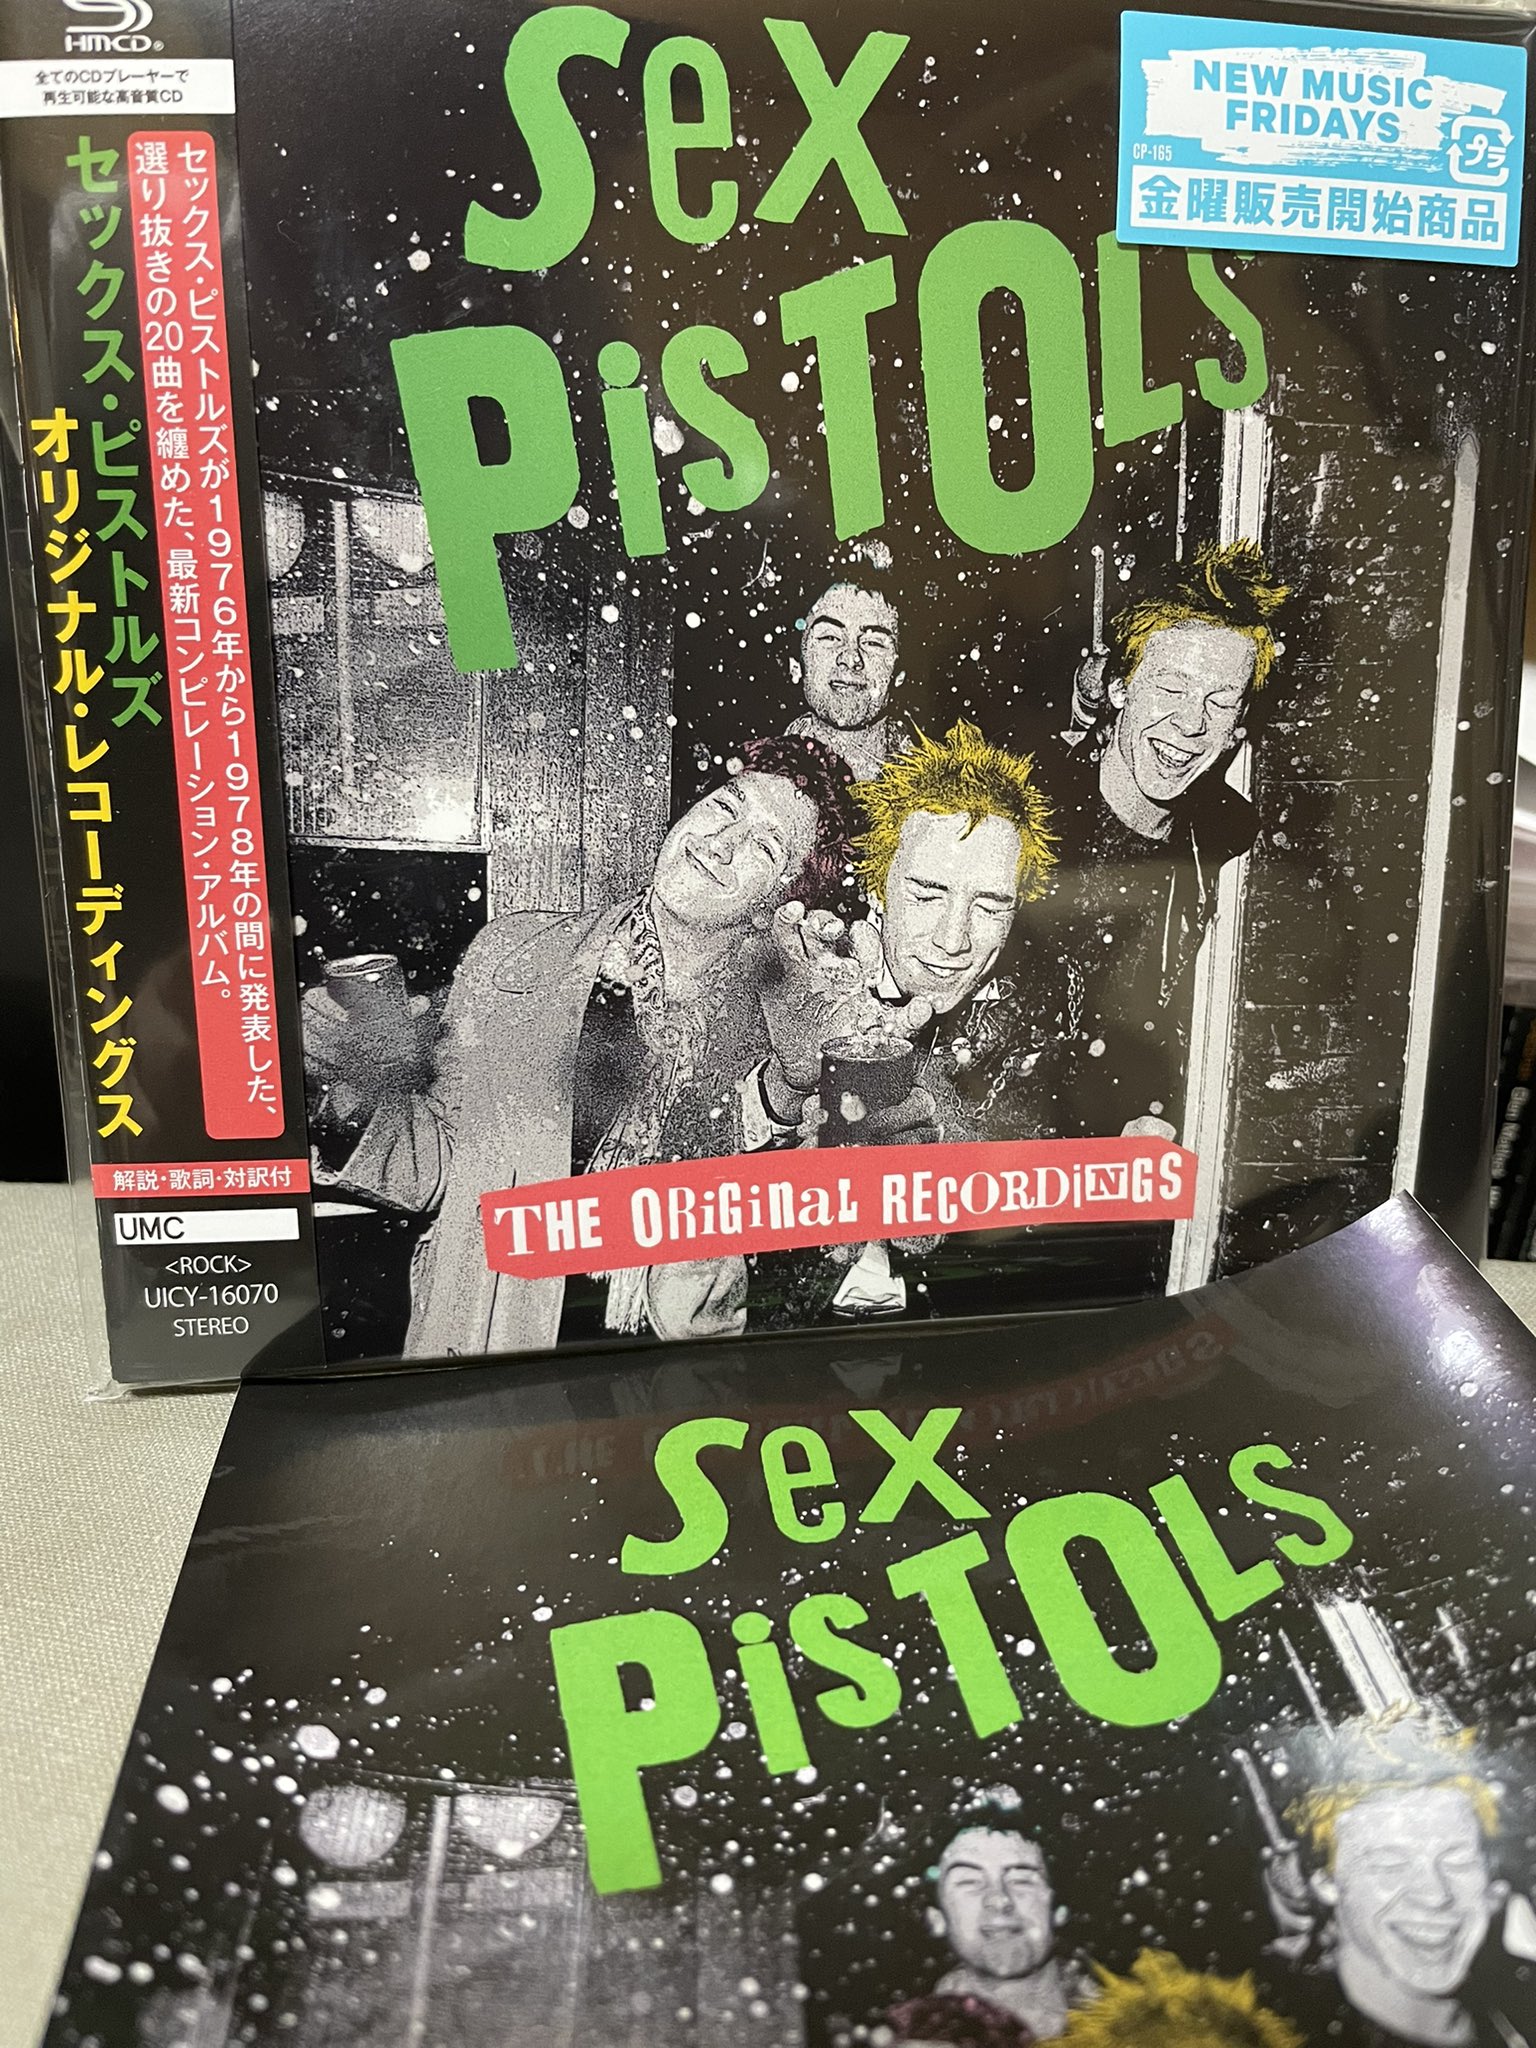 HMCD®
全てのCDプレーヤーで
再生可能な高音質CD
セックス・ピストルズ
オリジナル・レコーディングス
セックス・ピストルズが1976年から1978年の間に発表した、
選り抜きの20曲を纏めた、最新コンピレーション・アルバム。
解説・歌詞・対訳付
UMC
<ROCK>
UICY-16070
STEREO
Sex
PiSTOLS
NEW MUSIC
FRIDAYS
CP-165
プラ
金曜販売開始商品
THE ORiGiNaL RECORDiNGS
Sex
PiSTOLS